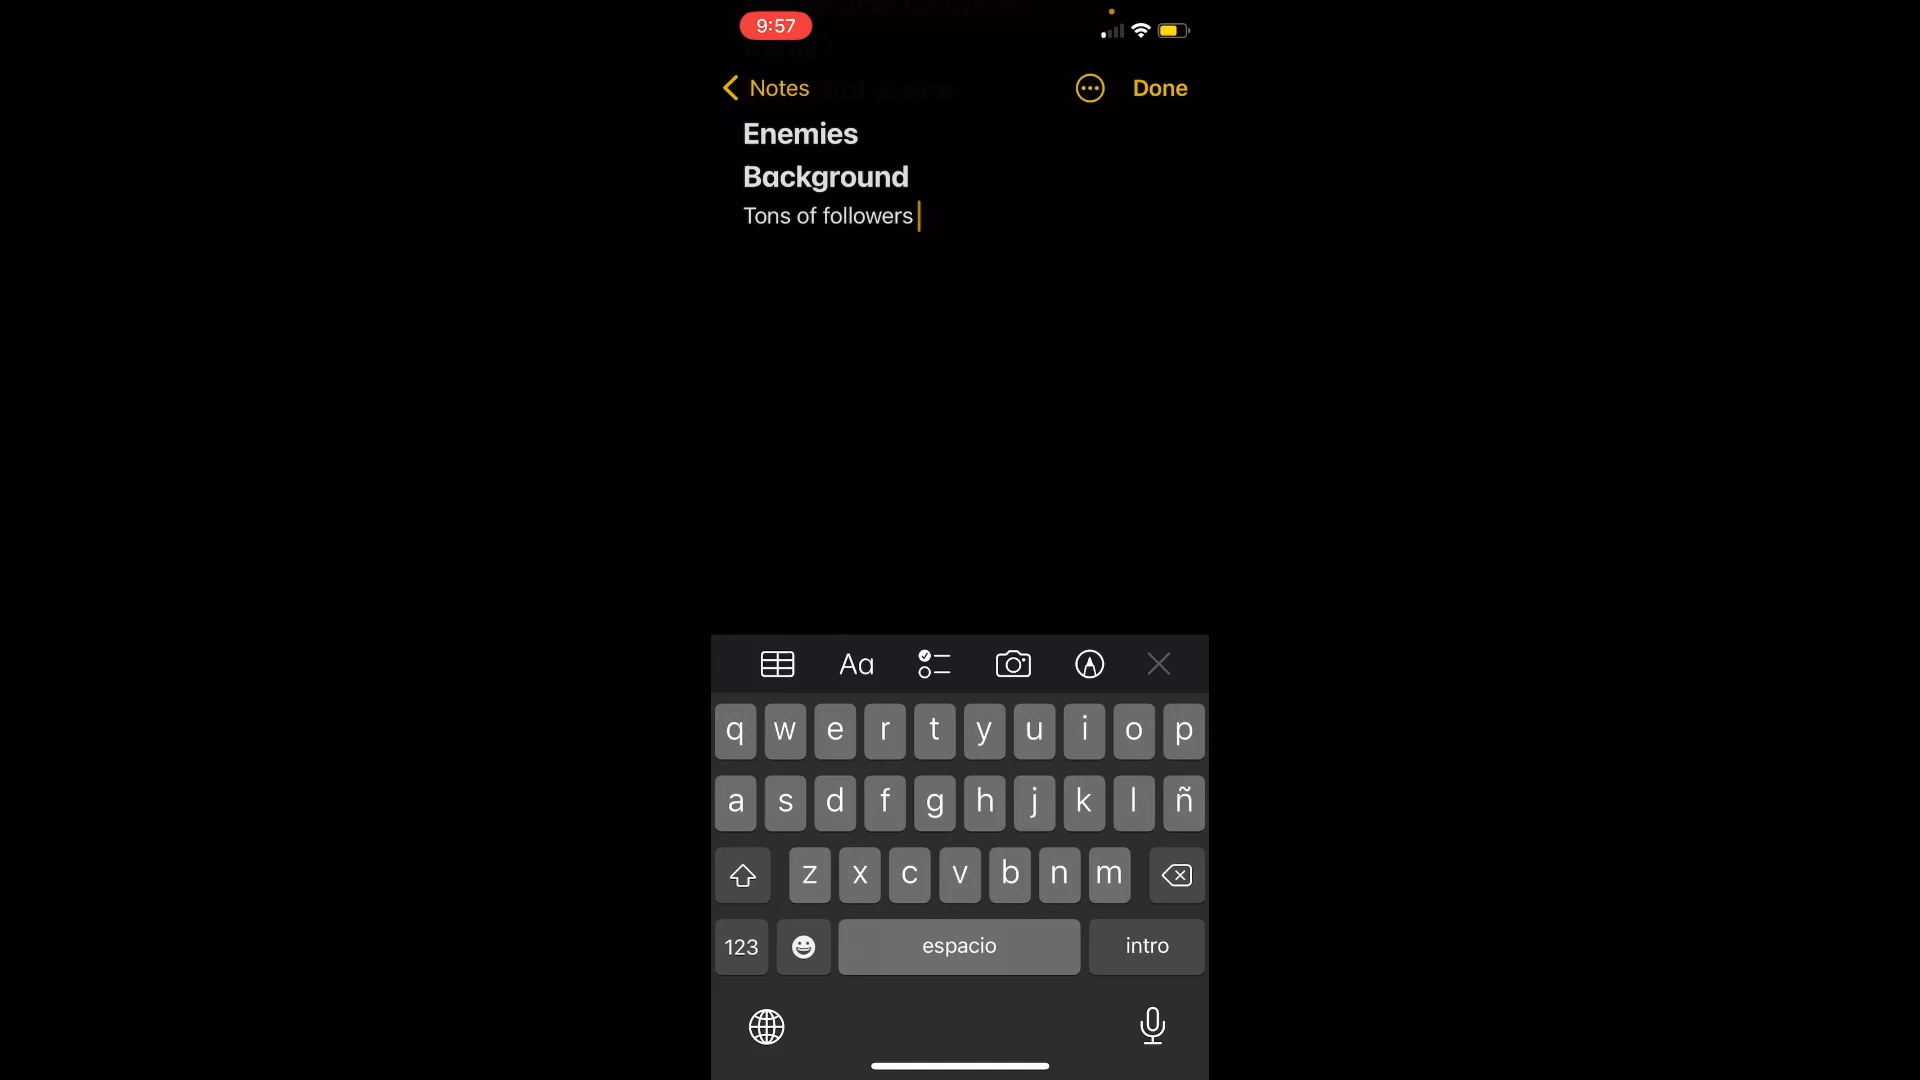 9:57
Notes
Done
Enemies
Background
Tons of followers
Aa
q w e r t y u i o p
a s d f g h j k l ñ
z x c v b n m
123
espacio
intro